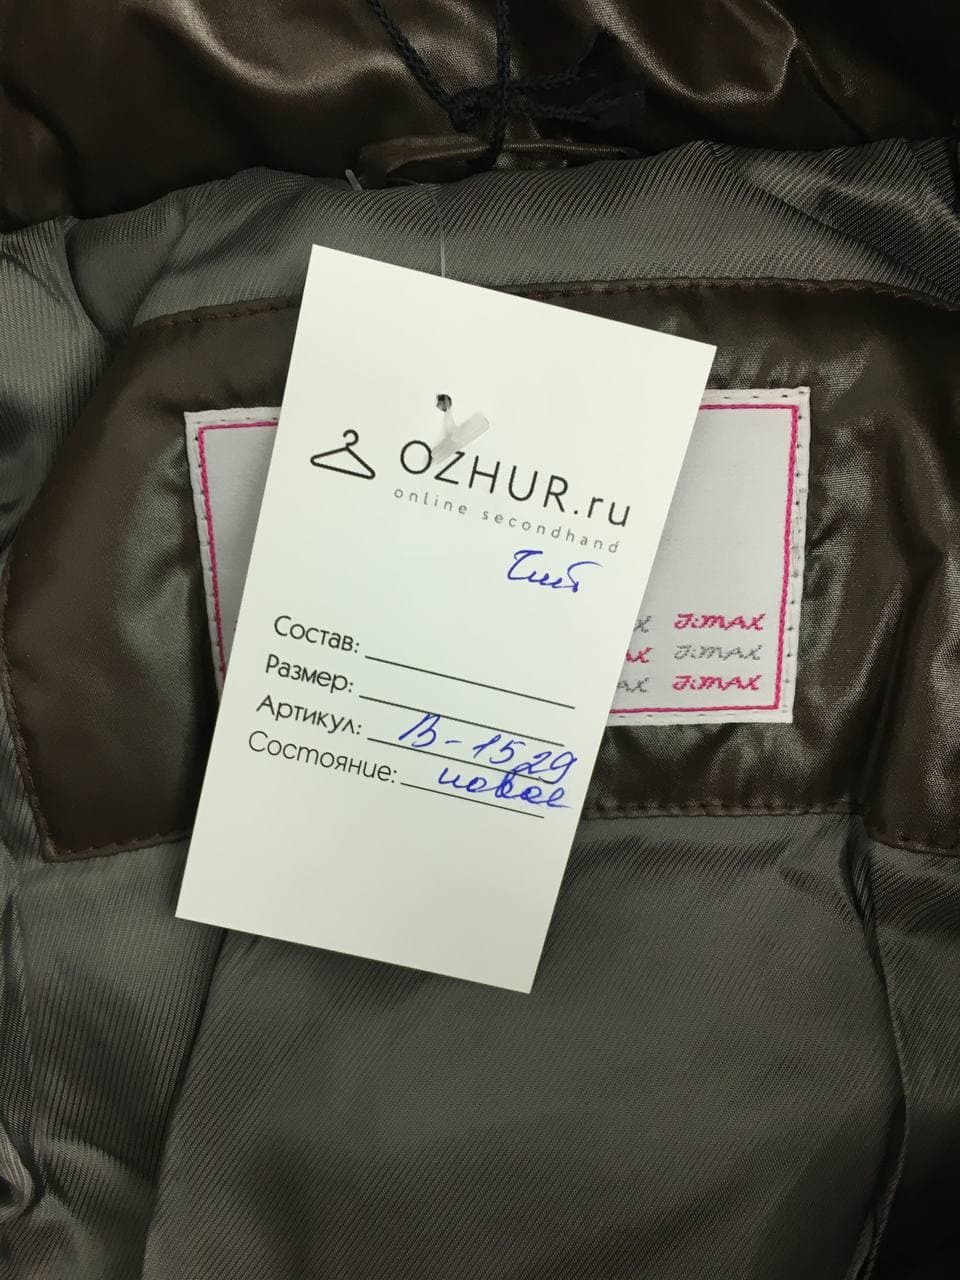 OZHUR.ru
online secondhand
Состав:
Размер:
Артикул: В-1529
Состояние: новое
J:MAX
J:MAX
J:MAX